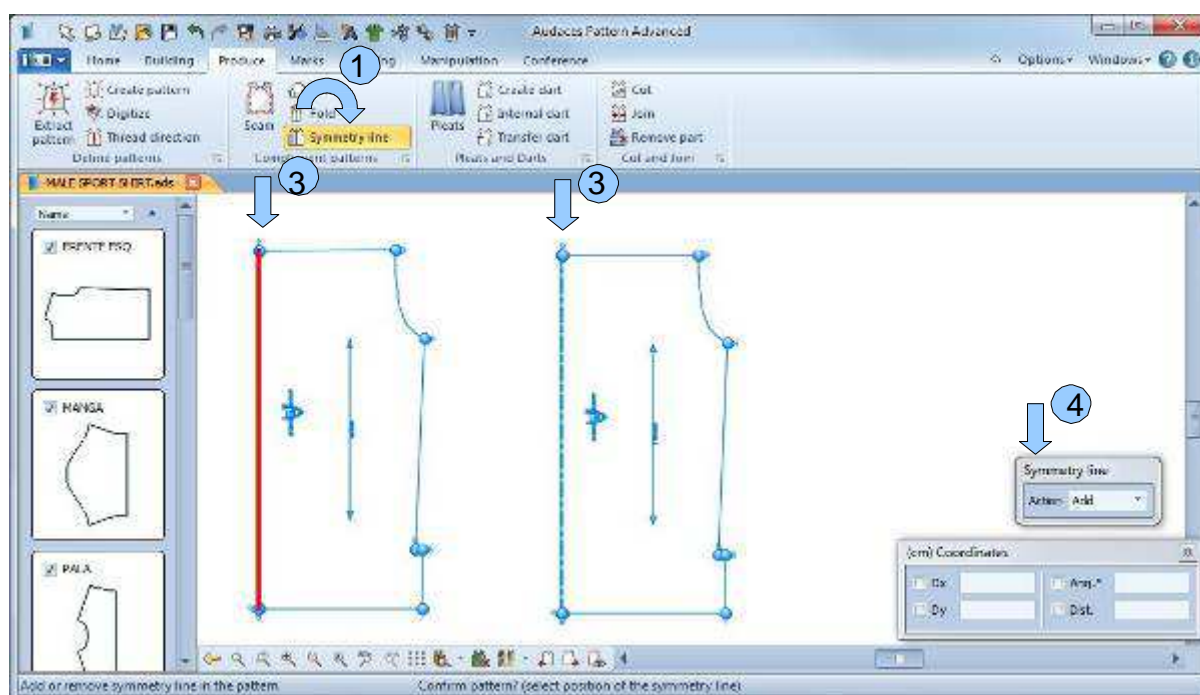 Audaces Pattern Advanced
Home Building Produce Marks Manipulation Conference Options Windows
1
Extract pattern
Create pattern
Digitize
Thread direction
Define patterns
Seam
Fold
Symmetry line
Complement patterns
Pleats
Create dart
Internal dart
Transfer dart
Pleats and Darts
Cut
Join
Remove part
Cut and Join
MALE SPORT SHIRT.ads
3
3
Name
FRENTE ESQ.
MANGA
PALA
4
Symmetry line
Action Add
(cm) Coordinates
Dx Ang.°
Dy Dist.
Add or remove symmetry line in the pattern Confirm pattern? (select position of the symmetry line)